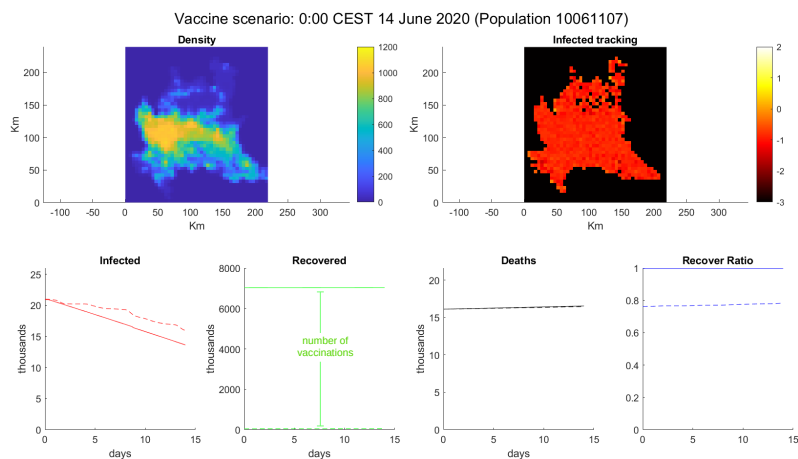 Vaccine scenario: 0:00 CEST 14 June 2020 (Population 10061107)
Density
Infected tracking
200
150
100
50
0
Km
-100 -50 0 50 100 150 200 250 300
Km
1200
1000
800
600
400
200
0
200
150
100
50
0
Km
-100 -50 0 50 100 150 200 250 300
Km
2
1
0
-1
-2
-3
Infected
25
20
15
10
5
0
thousands
0 5 10 15
days
Recovered
8000
6000
4000
2000
0
thousands
number of
vaccinations
0 5 10 15
days
Deaths
20
15
10
5
0
thousands
0 5 10 15
days
Recover Ratio
1
0.8
0.6
0.4
0.2
0
0 5 10 15
days